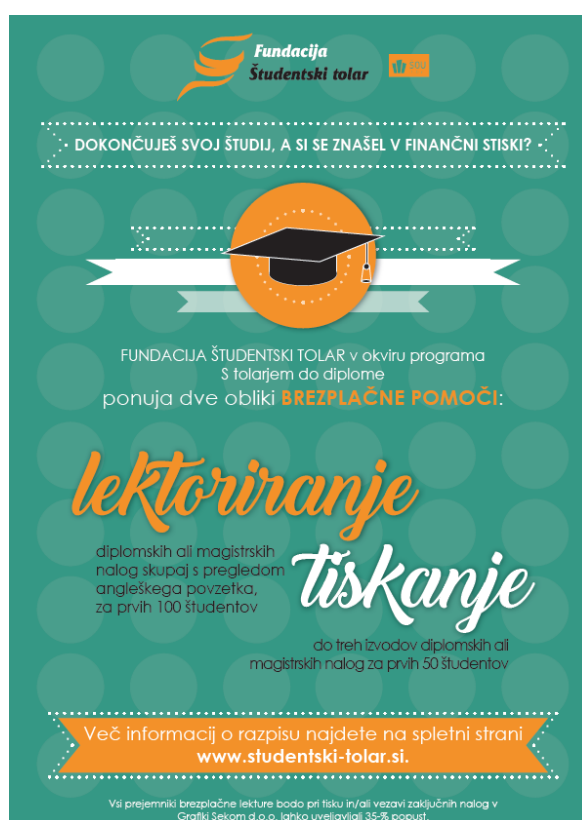 Fundacija
Študentski tolar
ŠOU
DOKONČUJEŠ SVOJ ŠTUDIJ, A SI SE ZNAŠEL V FINANČNI STISKI?
FUNDACIJA ŠTUDENTSKI TOLAR v okviru programa
S tolarjem do diplome
ponuja dve obliki BREZPLAČNE POMOČI:
lektoriranje
diplomskih ali magistrskih
nalog skupaj s pregledom
angleškega povzetka,
za prvih 100 študentov
tiskanje
do treh izvodov diplomskih ali
magistrskih nalog za prvih 50 študentov
Več informacij o razpisu najdete na spletni strani
www.studentski-tolar.si.
Vsi prejemniki brezplačne lekture bodo pri tisku in/ali vezavi zaključnih nalog v
Grafiki Sekom d.o.o. lahko uveljavljali 35-% popust.